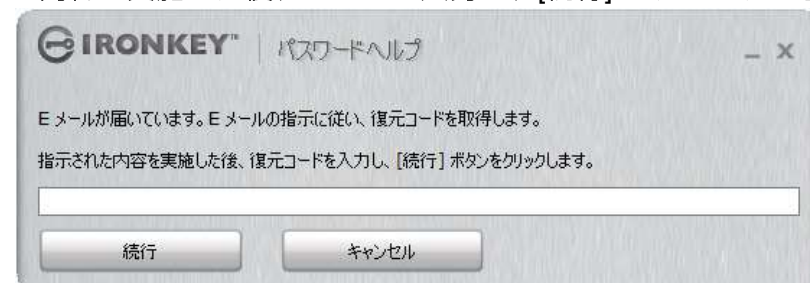 IRONKEY™ | パスワードヘルプ
Eメールが届いています。Eメールの指示に従い、復元コードを取得します。
指示された内容を実施した後、復元コードを入力し、[続行] ボタンをクリックします。
続行 キャンセル